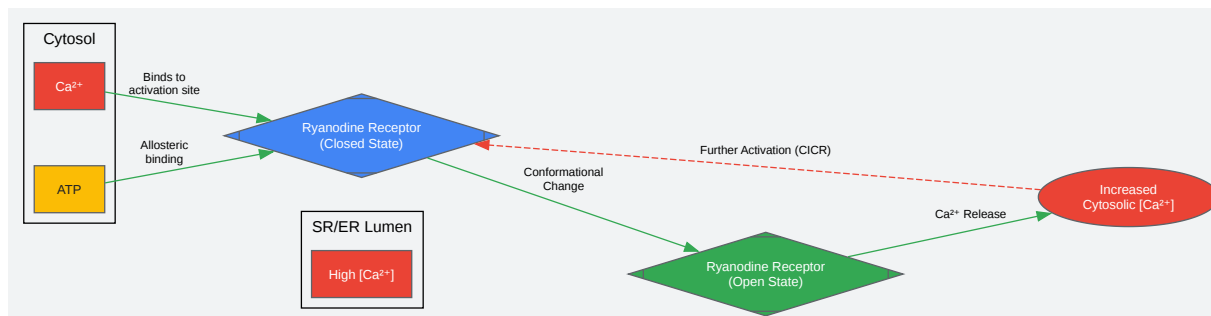 Cytosol
Ca²⁺
Binds to
activation site
Ryanodine Receptor
(Closed State)
Allosteric
binding
ATP
Further Activation (CICR)
Conformational
Change
Increased
Cytosolic [Ca²⁺]
SR/ER Lumen
High [Ca²⁺]
Ca²⁺ Release
Ryanodine Receptor
(Open State)